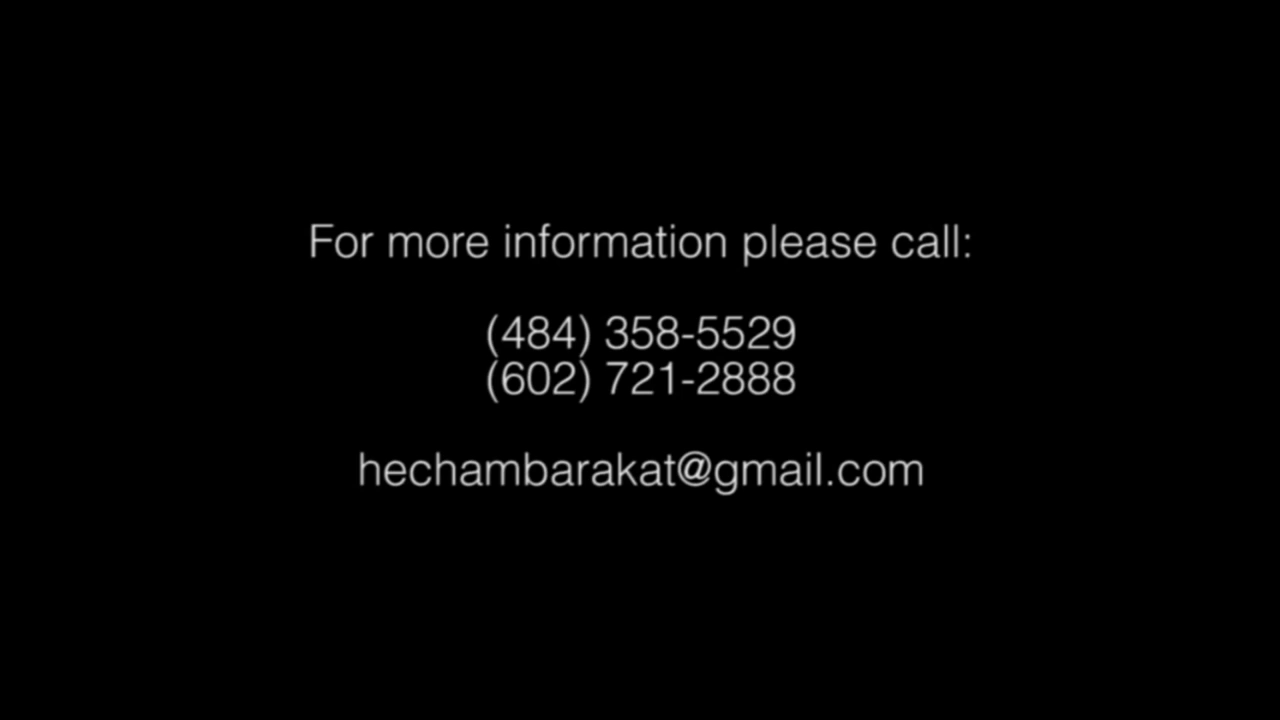 For more information please call:
(484) 358-5529
(602) 721-2888
hechambarakat@gmail.com